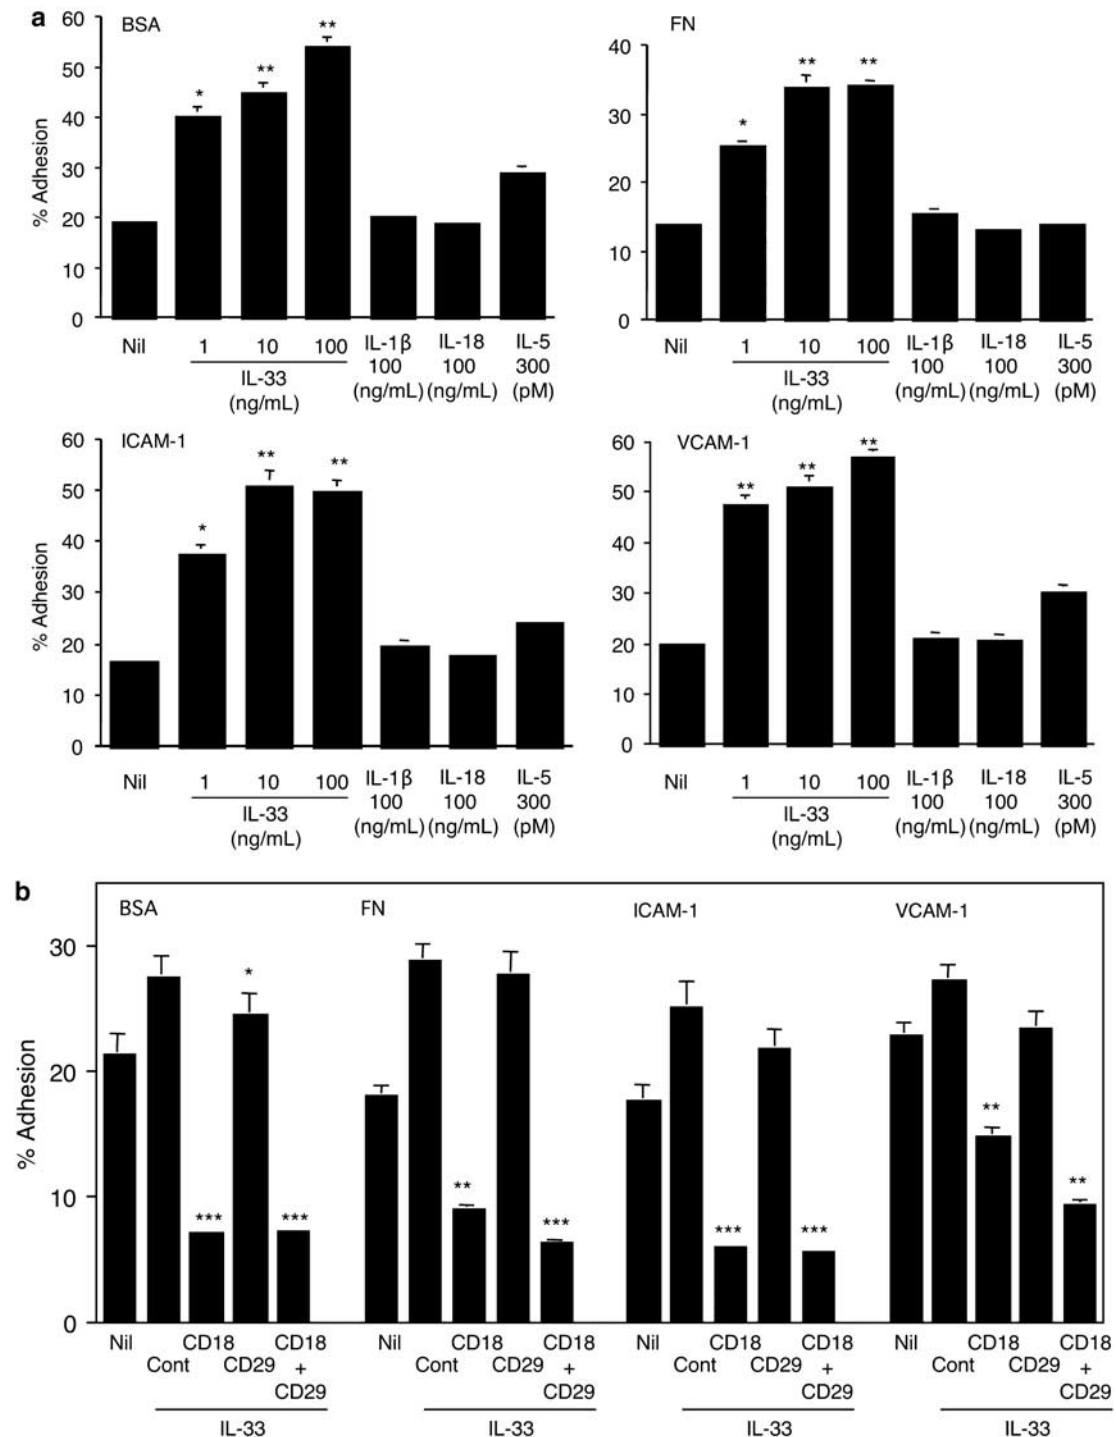 a
BSA
% Adhesion
60
50
40
30
20
10
0
* ** **
Nil 1 10 100 IL-1β IL-18 IL-5
100 100 300
IL-33 (ng/mL) (ng/mL) (pM)
(ng/mL)
FN
40
30
20
10
0
* ** **
Nil 1 10 100 IL-1β IL-18 IL-5
100 100 300
IL-33 (ng/mL) (ng/mL) (pM)
(ng/mL)
ICAM-1
% Adhesion
60
50
40
30
20
10
0
* ** **
Nil 1 10 100 IL-1β IL-18 IL-5
100 100 300
IL-33 (ng/mL) (ng/mL) (pM)
(ng/mL)
VCAM-1
60
50
40
30
20
10
0
** ** **
Nil 1 10 100 IL-1β IL-18 IL-5
100 100 300
IL-33 (ng/mL) (ng/mL) (pM)
(ng/mL)
b
% Adhesion
30
20
10
0
BSA
*** * ***
Nil Cont CD18 CD29 CD18
+
CD29
IL-33
FN
** ***
Nil Cont CD18 CD29 CD18
+
CD29
IL-33
ICAM-1
*** ***
Nil Cont CD18 CD29 CD18
+
CD29
IL-33
VCAM-1
** **
Nil Cont CD18 CD29 CD18
+
CD29
IL-33